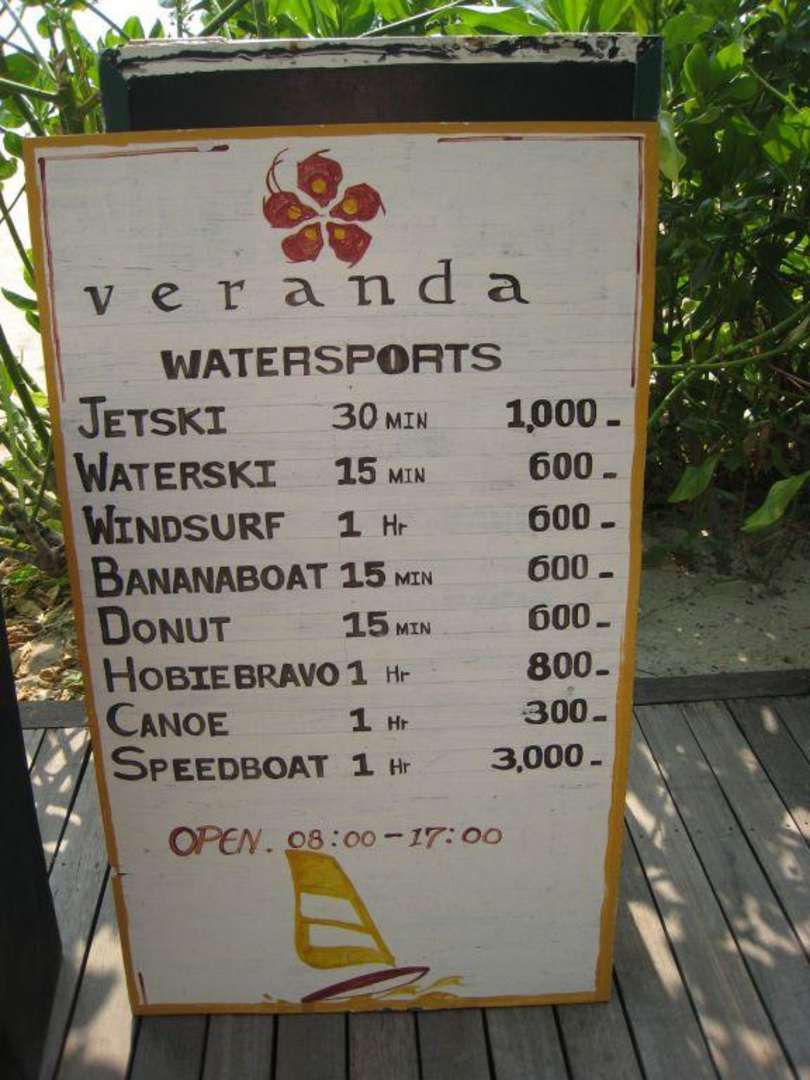 veranda
WATERSPORTS
JETSKI 30 MIN 1,000-
WATERSKI 15 MIN 600-
WINDSURF 1 Hr 600-
BANANABOAT 15 MIN 600-
DONUT 15 MIN 600-
HOBIEBRAVO 1 Hr 800-
CANOE 1 Hr 300-
SPEEDBOAT 1 Hr 3,000-
OPEN. 08:00-17:00